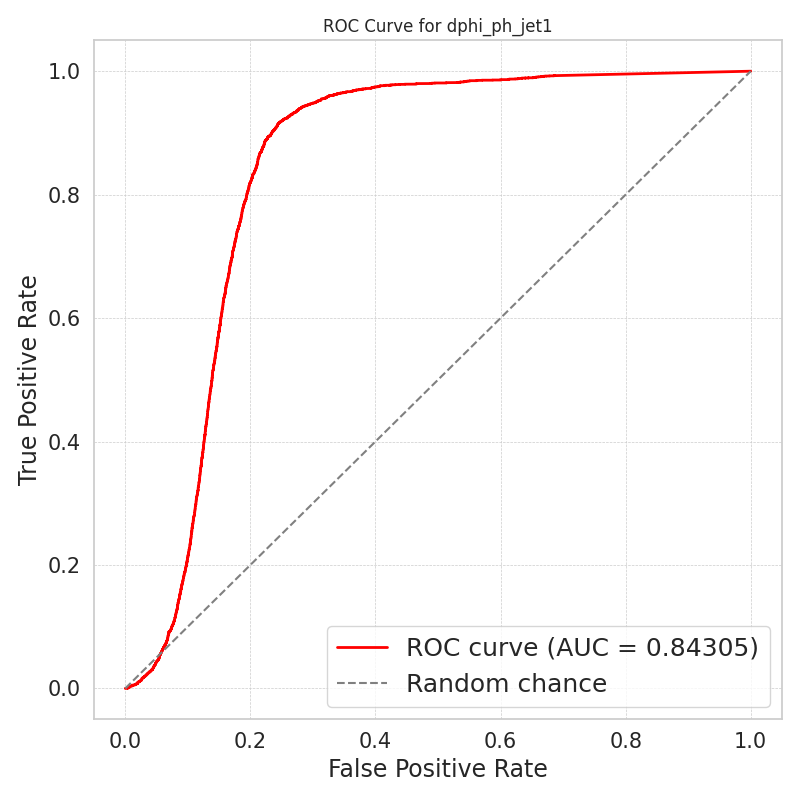 ROC Curve for dphi_ph_jet1
1.0
0.8
0.6
0.4
0.2
0.0
True Positive Rate
ROC curve (AUC = 0.84305)
Random chance
0.0 0.2 0.4 0.6 0.8 1.0
False Positive Rate